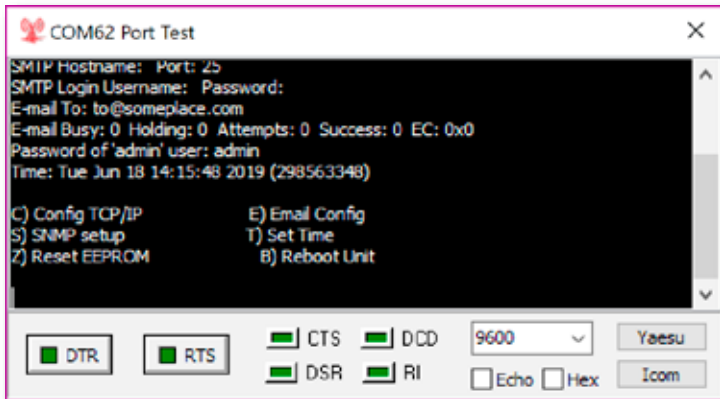 COM62 Port Test
SMTP Hostname: Port: 25
SMTP Login Username: Password:
E-mail To: to@someplace.com
E-mail Busy: 0 Holding: 0 Attempts: 0 Success: 0 EC: 0x0
Password of 'admin' user: admin
Time: Tue Jun 18 14:15:48 2019 (298563348)
C) Config TCP/IP E) Email Config
S) SNMP setup T) Set Time
Z) Reset EEPROM B) Reboot Unit
DTR RTS CTS DCD 9600 Yaesu
DSR RI Echo Hex Icom